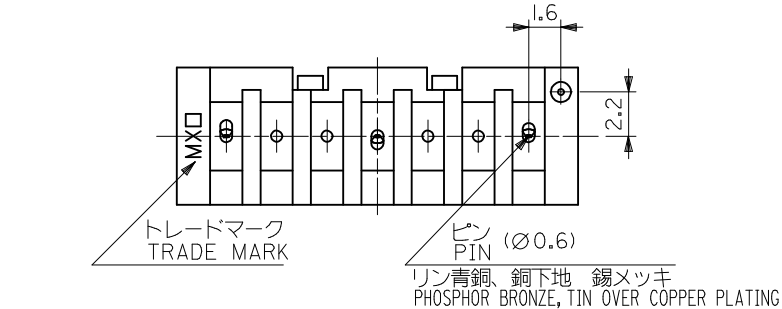 1.6
2.2
MX□
トレードマーク
TRADE MARK
ピン (Ø0.6)
PIN
リン青銅、銅下地 錫メッキ
PHOSPHOR BRONZE, TIN OVER COPPER PLATING